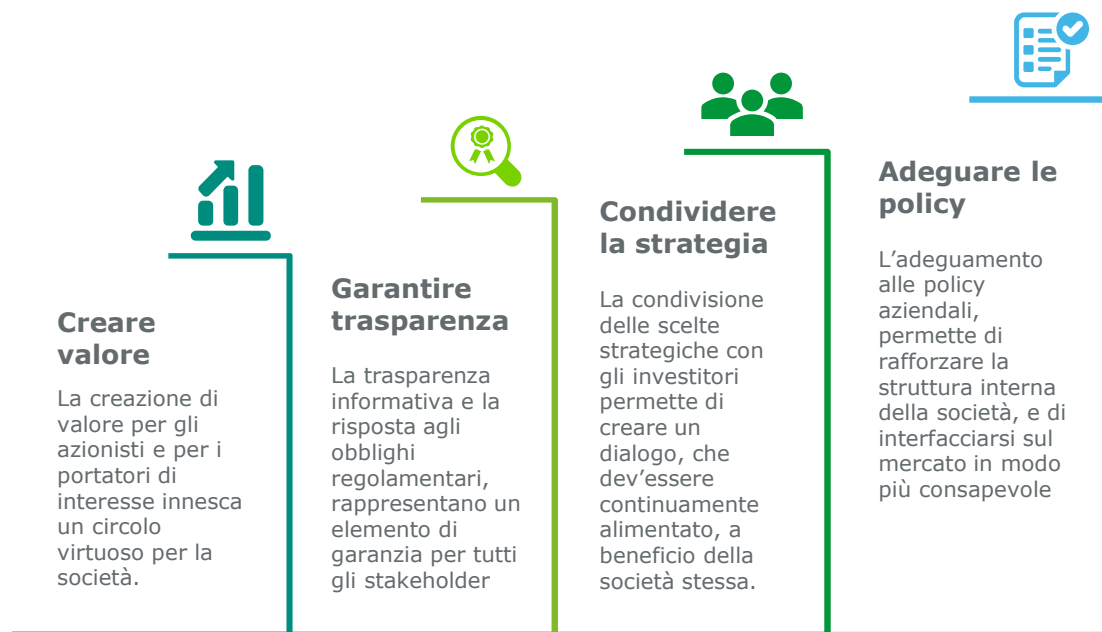 Creare
valore
La creazione di
valore per gli
azionisti e per i
portatori di
interesse innesca
un circolo
virtuoso per la
società.
Garantire
trasparenza
La trasparenza
informativa e la
risposta agli
obblighi
regolamentari,
rappresentano un
elemento di
garanzia per tutti
gli stakeholder
Condividere
la strategia
La condivisione
delle scelte
strategiche con
gli investitori
permette di
creare un
dialogo, che
dev’essere
continuamente
alimentato, a
beneficio della
società stessa.
Adeguare le
policy
L’adeguamento
alle policy
aziendali,
permette di
rafforzare la
struttura interna
della società, e di
interfacciarsi sul
mercato in modo
più consapevole